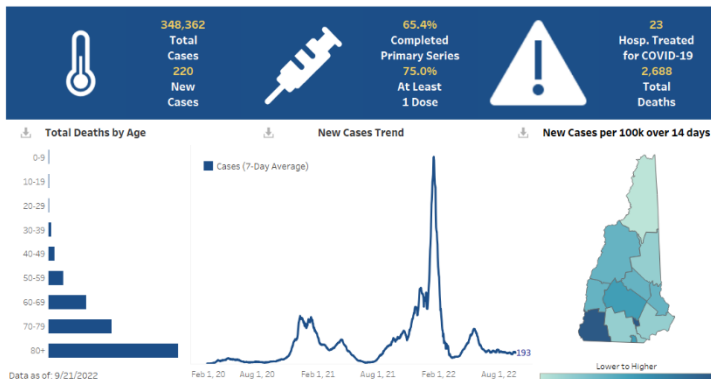 348,362
Total
Cases
220
New
Cases
65.4%
Completed
Primary Series
75.0%
At Least
1 Dose
23
Hosp. Treated
for COVID-19
2,688
Total
Deaths
Total Deaths by Age
0-9
10-19
20-29
30-39
40-49
50-59
60-69
70-79
80+
Data as of: 9/21/2022
New Cases Trend
Cases (7-Day Average)
193
Feb 1, 20 Aug 1, 20 Feb 1, 21 Aug 1, 21 Feb 1, 22 Aug 1, 22
New Cases per 100k over 14 days
Lower to Higher